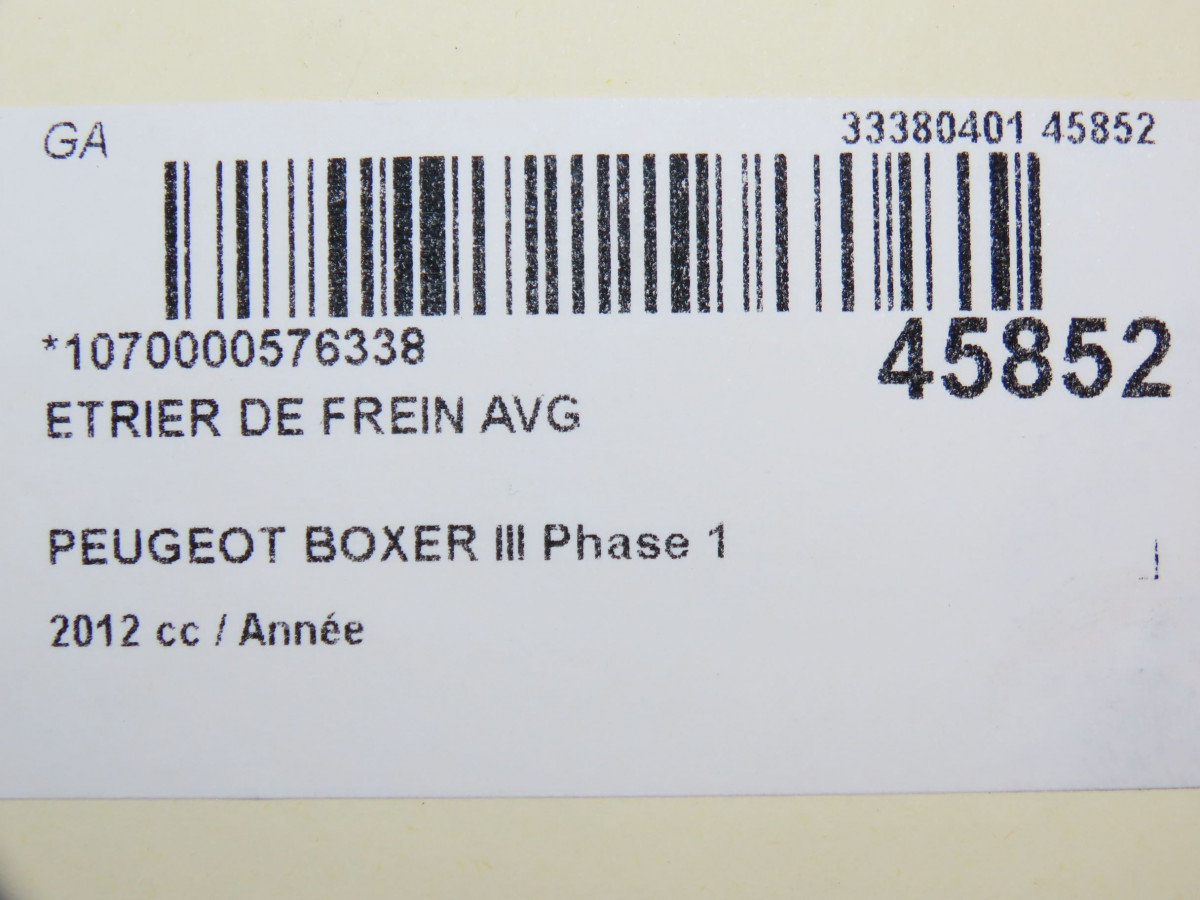 GA
33380401 45852
*1070000576338
45852
ETRIER DE FREIN AVG
PEUGEOT BOXER III Phase 1
2012 cc / Année